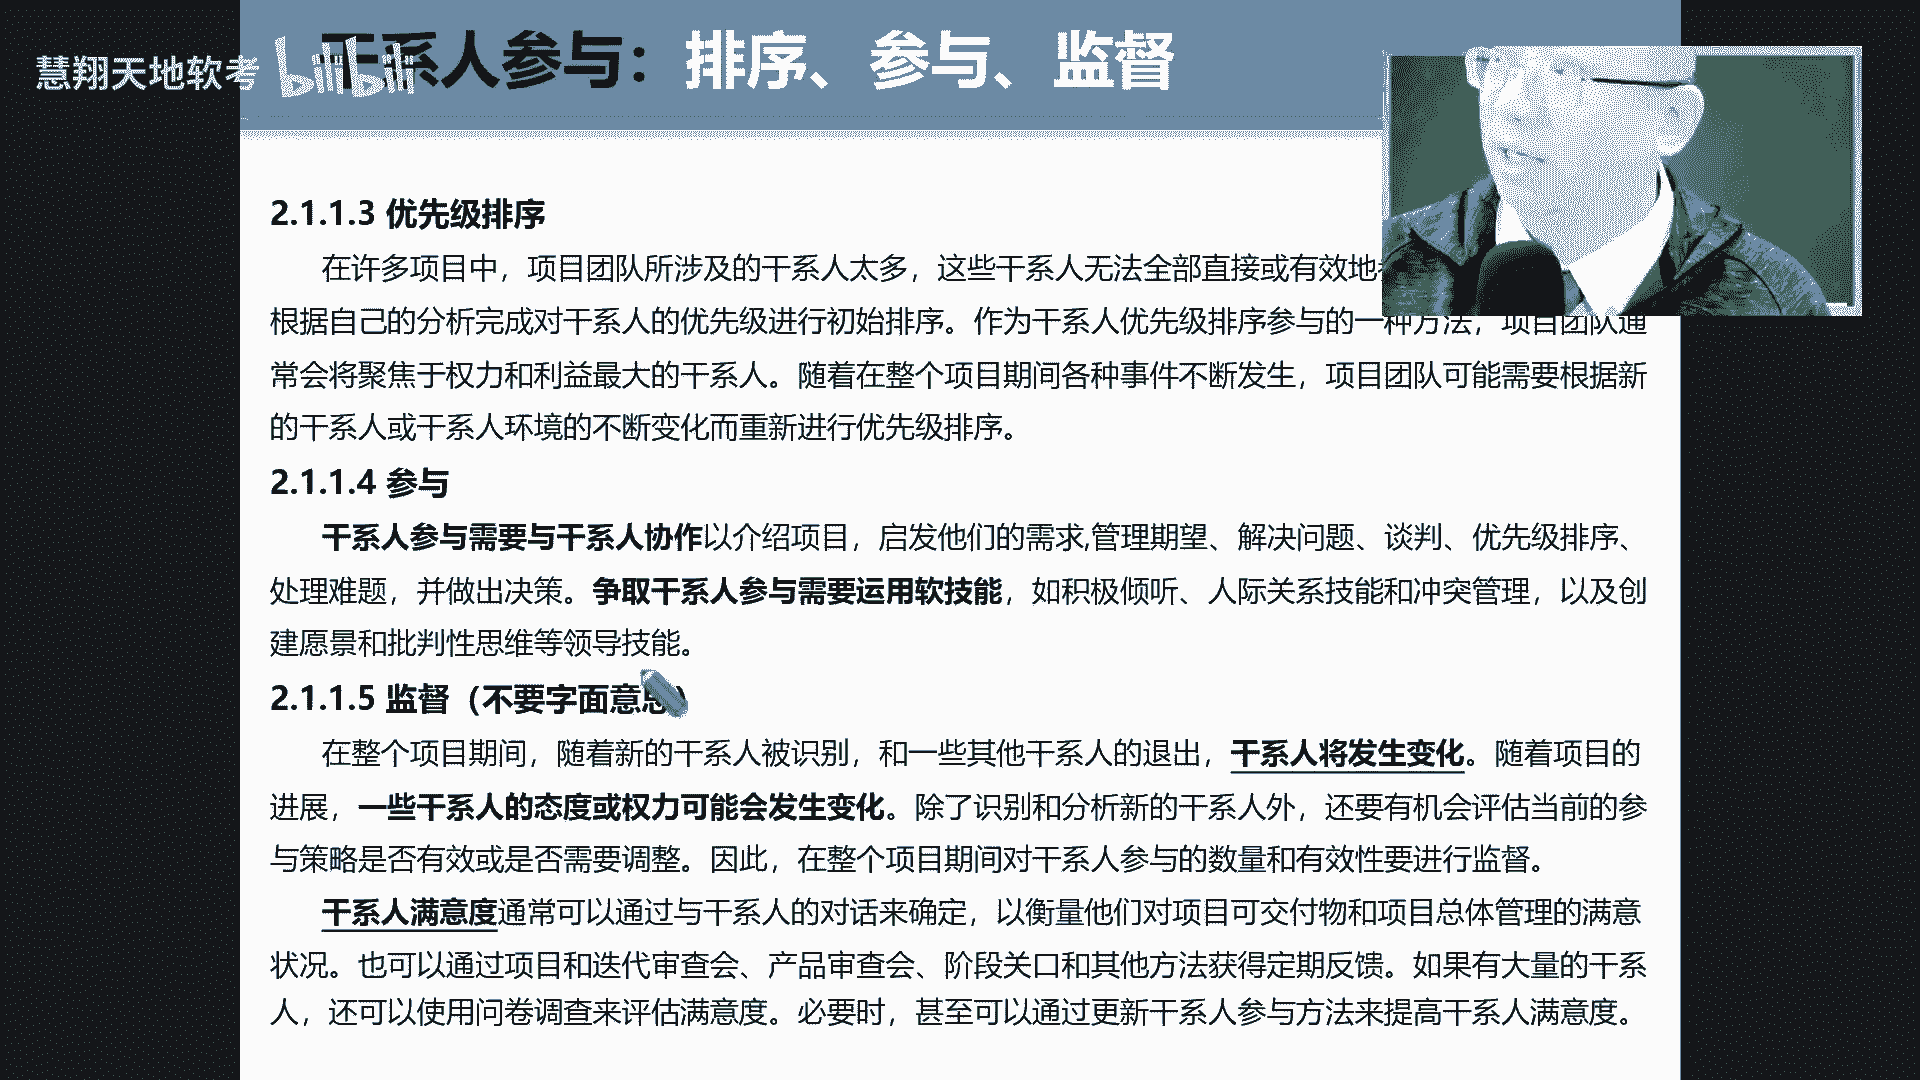 干系人参与：排序、参与、监督
慧翔天地软考 bilibili
2.1.1.3 优先级排序
在许多项目中，项目团队所涉及的干系人太多，这些干系人无法全部直接或有效地
根据自己的分析完成对干系人的优先级进行初始排序。作为干系人优先级排序参与的一种方法，项目团队通
常会将聚焦于权力和利益最大的干系人。随着在整个项目期间各种事件不断发生，项目团队可能需要根据新
的干系人或干系人环境的不断变化而重新进行优先级排序。
2.1.1.4 参与
干系人参与需要与干系人协作以介绍项目，启发他们的需求,管理期望、解决问题、谈判、优先级排序、
处理难题，并做出决策。争取干系人参与需要运用软技能，如积极倾听、人际关系技能和冲突管理，以及创
建愿景和批判性思维等领导技能。
2.1.1.5 监督（不要字面意思）
在整个项目期间，随着新的干系人被识别，和一些其他干系人的退出，干系人将发生变化。随着项目的
进展，一些干系人的态度或权力可能会发生变化。除了识别和分析新的干系人外，还要有机会评估当前的参
与策略是否有效或是否需要调整。因此，在整个项目期间对干系人参与的数量和有效性要进行监督。
干系人满意度通常可以通过与干系人的对话来确定，以衡量他们对项目可交付物和项目总体管理的满意
状况。也可以通过项目和迭代审查会、产品审查会、阶段关口和其他方法获得定期反馈。如果有大量的干系
人，还可以使用问卷调查来评估满意度。必要时，甚至可以通过更新干系人参与方法来提高干系人满意度。